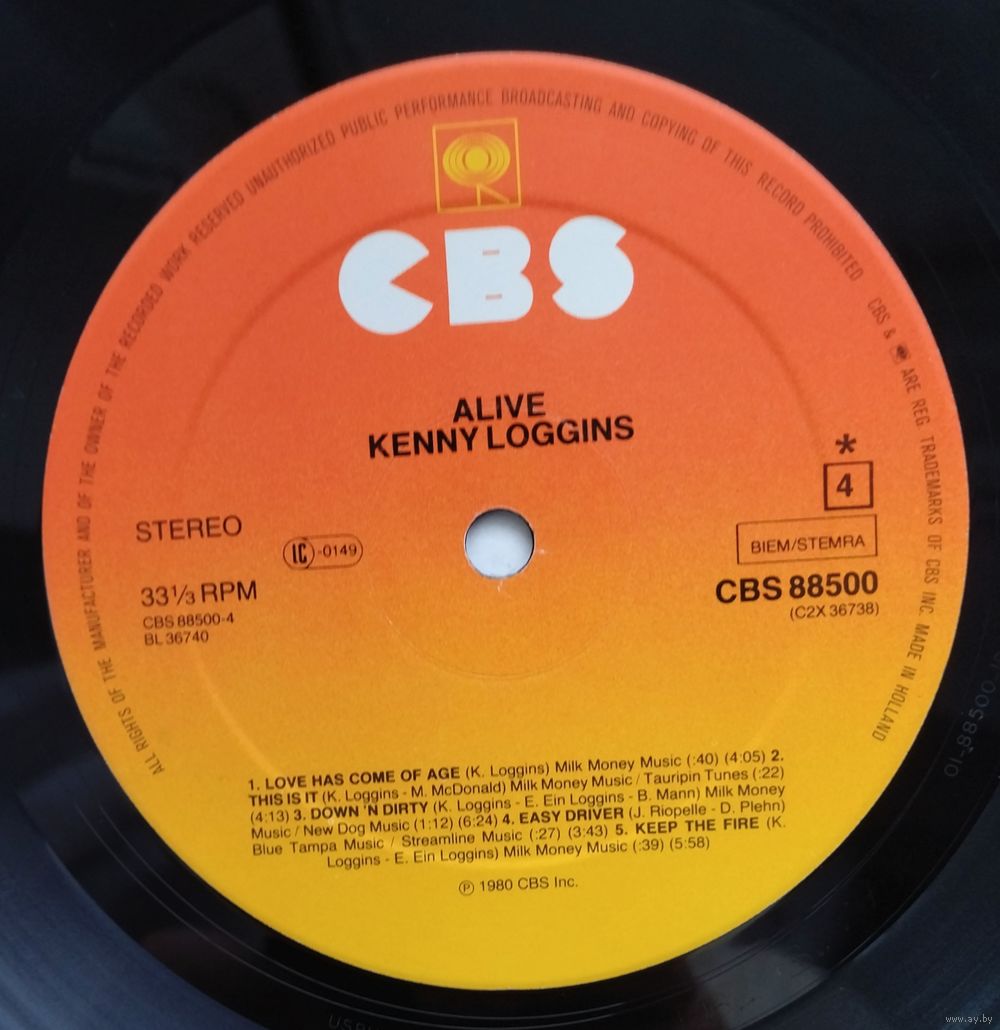 ALL RIGHTS OF THE MANUFACTURER AND OF THE OWNER OF THE RECORDED WORK RESERVED UNAUTHORIZED PUBLIC PERFORMANCE BROADCASTING AND COPYING OF THIS RECORD PROHIBITED CBS & ARE REG. TRADEMARKS OF CBS INC. MADE IN HOLLAND
CBS
ALIVE
KENNY LOGGINS
*
4
STEREO
IC -0149
BIEM/STEMRA
33⅓ RPM
CBS 88500
CBS 88500-4
(C2X 36738)
BL 36740
1. LOVE HAS COME OF AGE (K. Loggins) Milk Money Music (:40) (4:05) 2.
THIS IS IT (K. Loggins - M. McDonald) Milk Money Music / Tauripin Tunes (:22)
(4:13) 3. DOWN 'N DIRTY (K. Loggins - E. Ein Loggins - B. Mann) Milk Money
Music / New Dog Music (1:12) (6:24) 4. EASY DRIVER (J. Riopelle - D. Plehn)
Blue Tampa Music / Streamline Music (:27) (3:43) 5. KEEP THE FIRE (K.
Loggins - E. Ein Loggins) Milk Money Music (:39) (5:58)
℗ 1980 CBS Inc.
01-88500
www.ay.by